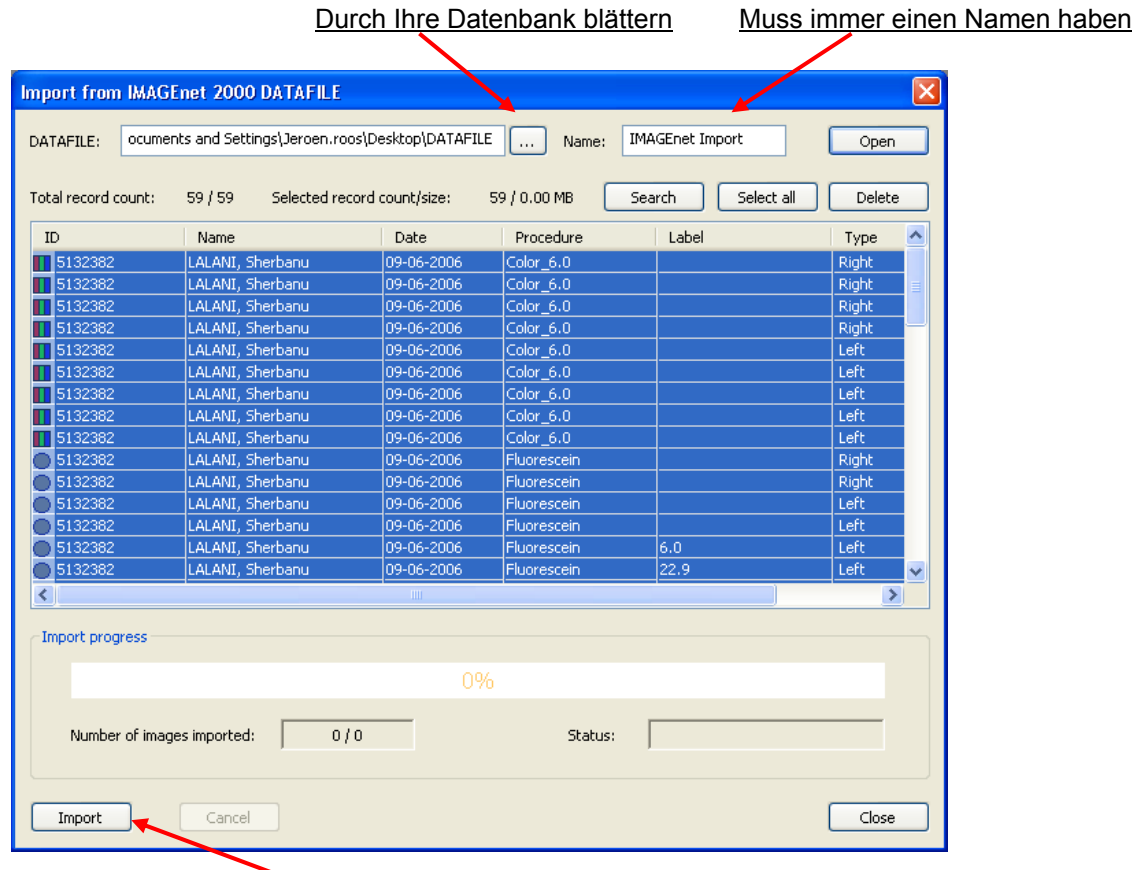 Durch Ihre Datenbank blättern Muss immer einen Namen haben
Import from IMAGEnet 2000 DATAFILE
DATAFILE: ocuments and Settings\Jeroen.roos\Desktop\DATAFILE ... Name: IMAGEnet Import Open
Total record count: 59 / 59 Selected record count/size: 59 / 0.00 MB Search Select all Delete
ID Name Date Procedure Label Type
5132382 LALANI, Sherbanu 09-06-2006 Color_6.0 Right
5132382 LALANI, Sherbanu 09-06-2006 Color_6.0 Right
5132382 LALANI, Sherbanu 09-06-2006 Color_6.0 Right
5132382 LALANI, Sherbanu 09-06-2006 Color_6.0 Right
5132382 LALANI, Sherbanu 09-06-2006 Color_6.0 Left
5132382 LALANI, Sherbanu 09-06-2006 Color_6.0 Left
5132382 LALANI, Sherbanu 09-06-2006 Color_6.0 Left
5132382 LALANI, Sherbanu 09-06-2006 Color_6.0 Left
5132382 LALANI, Sherbanu 09-06-2006 Color_6.0 Left
5132382 LALANI, Sherbanu 09-06-2006 Fluorescein Right
5132382 LALANI, Sherbanu 09-06-2006 Fluorescein Right
5132382 LALANI, Sherbanu 09-06-2006 Fluorescein Left
5132382 LALANI, Sherbanu 09-06-2006 Fluorescein Left
5132382 LALANI, Sherbanu 09-06-2006 Fluorescein 6.0 Left
5132382 LALANI, Sherbanu 09-06-2006 Fluorescein 22.9 Left
Import progress
0%
Number of images imported: 0 / 0 Status:
Import Cancel Close